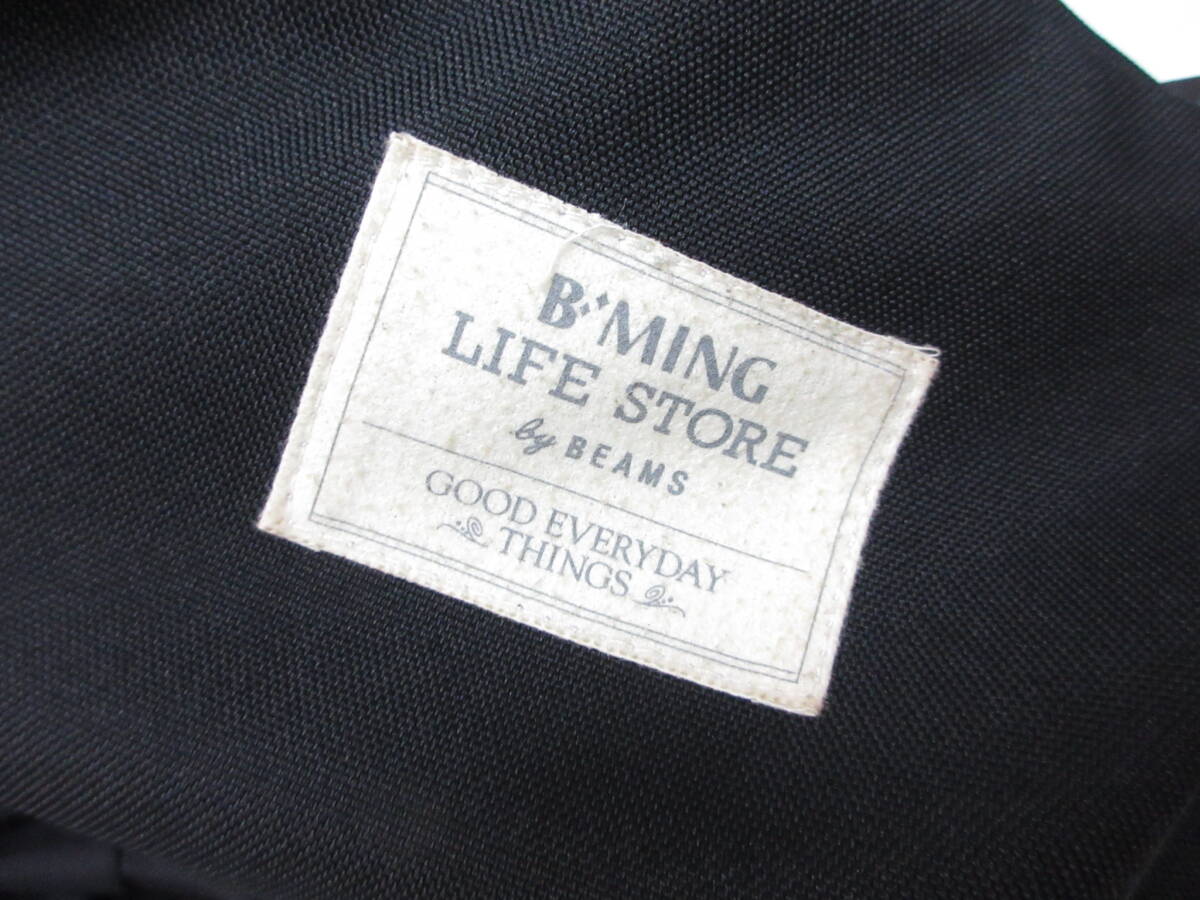 B:·MING
LIFE STORE
by BEAMS
GOOD EVERYDAY
THINGS